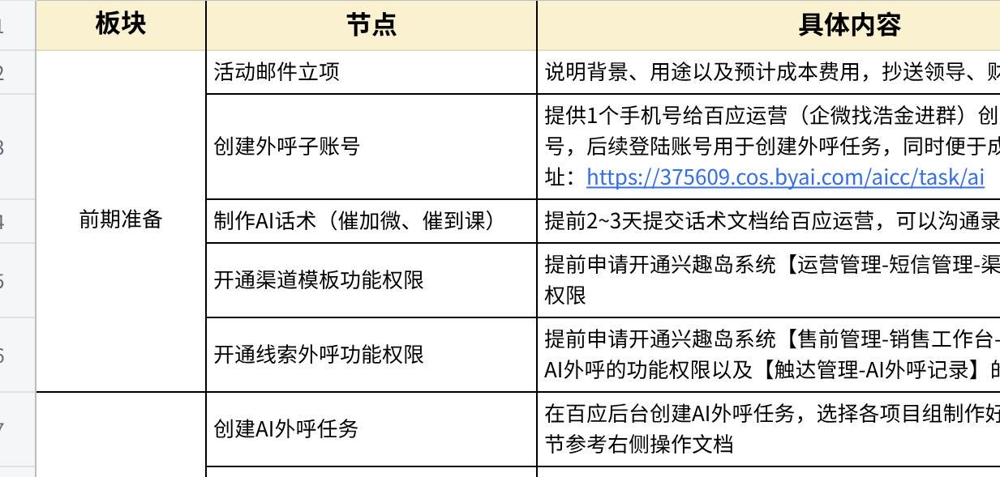 板块 节点 具体内容
1
2
活动邮件立项
说明背景、用途以及预计成本费用，抄送领导、
3
创建外呼子账号
提供1个手机号给百应运营（企微找浩金进群）创
号，后续登陆账号用于创建外呼任务，同时便于
址：https://375609.cos.byai.com/aicc/task/ai
前期准备
4
制作AI话术（催加微、催到课）
提前2~3天提交话术文档给百应运营，可以沟通录
5
开通渠道模板功能权限
提前申请开通兴趣岛系统【运营管理-短信管理-渠
权限
6
开通线索外呼功能权限
提前申请开通兴趣岛系统【售前管理-销售工作台-
AI外呼的功能权限以及【触达管理-AI外呼记录】的
7
创建AI外呼任务
在百应后台创建AI外呼任务，选择各项目组制作好
节参考右侧操作文档